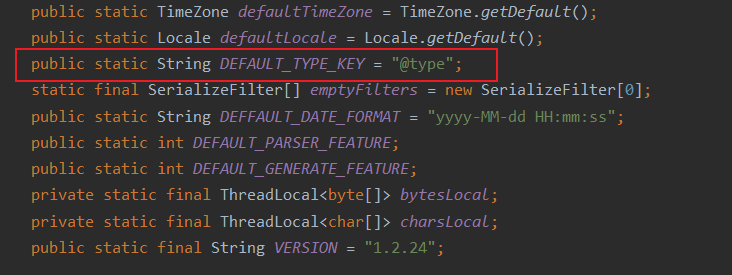 public static TimeZone defaultTimeZone = TimeZone.getDefault();
public static Locale defaultLocale = Locale.getDefault();
public static String DEFAULT_TYPE_KEY = "@type";
static final SerializeFilter[] emptyFilters = new SerializeFilter[0];
public static String DEFFAULT_DATE_FORMAT = "yyyy-MM-dd HH:mm:ss";
public static int DEFAULT_PARSER_FEATURE;
public static int DEFAULT_GENERATE_FEATURE;
private static final ThreadLocal<byte[]> bytesLocal;
private static final ThreadLocal<char[]> charsLocal;
public static final String VERSION = "1.2.24";